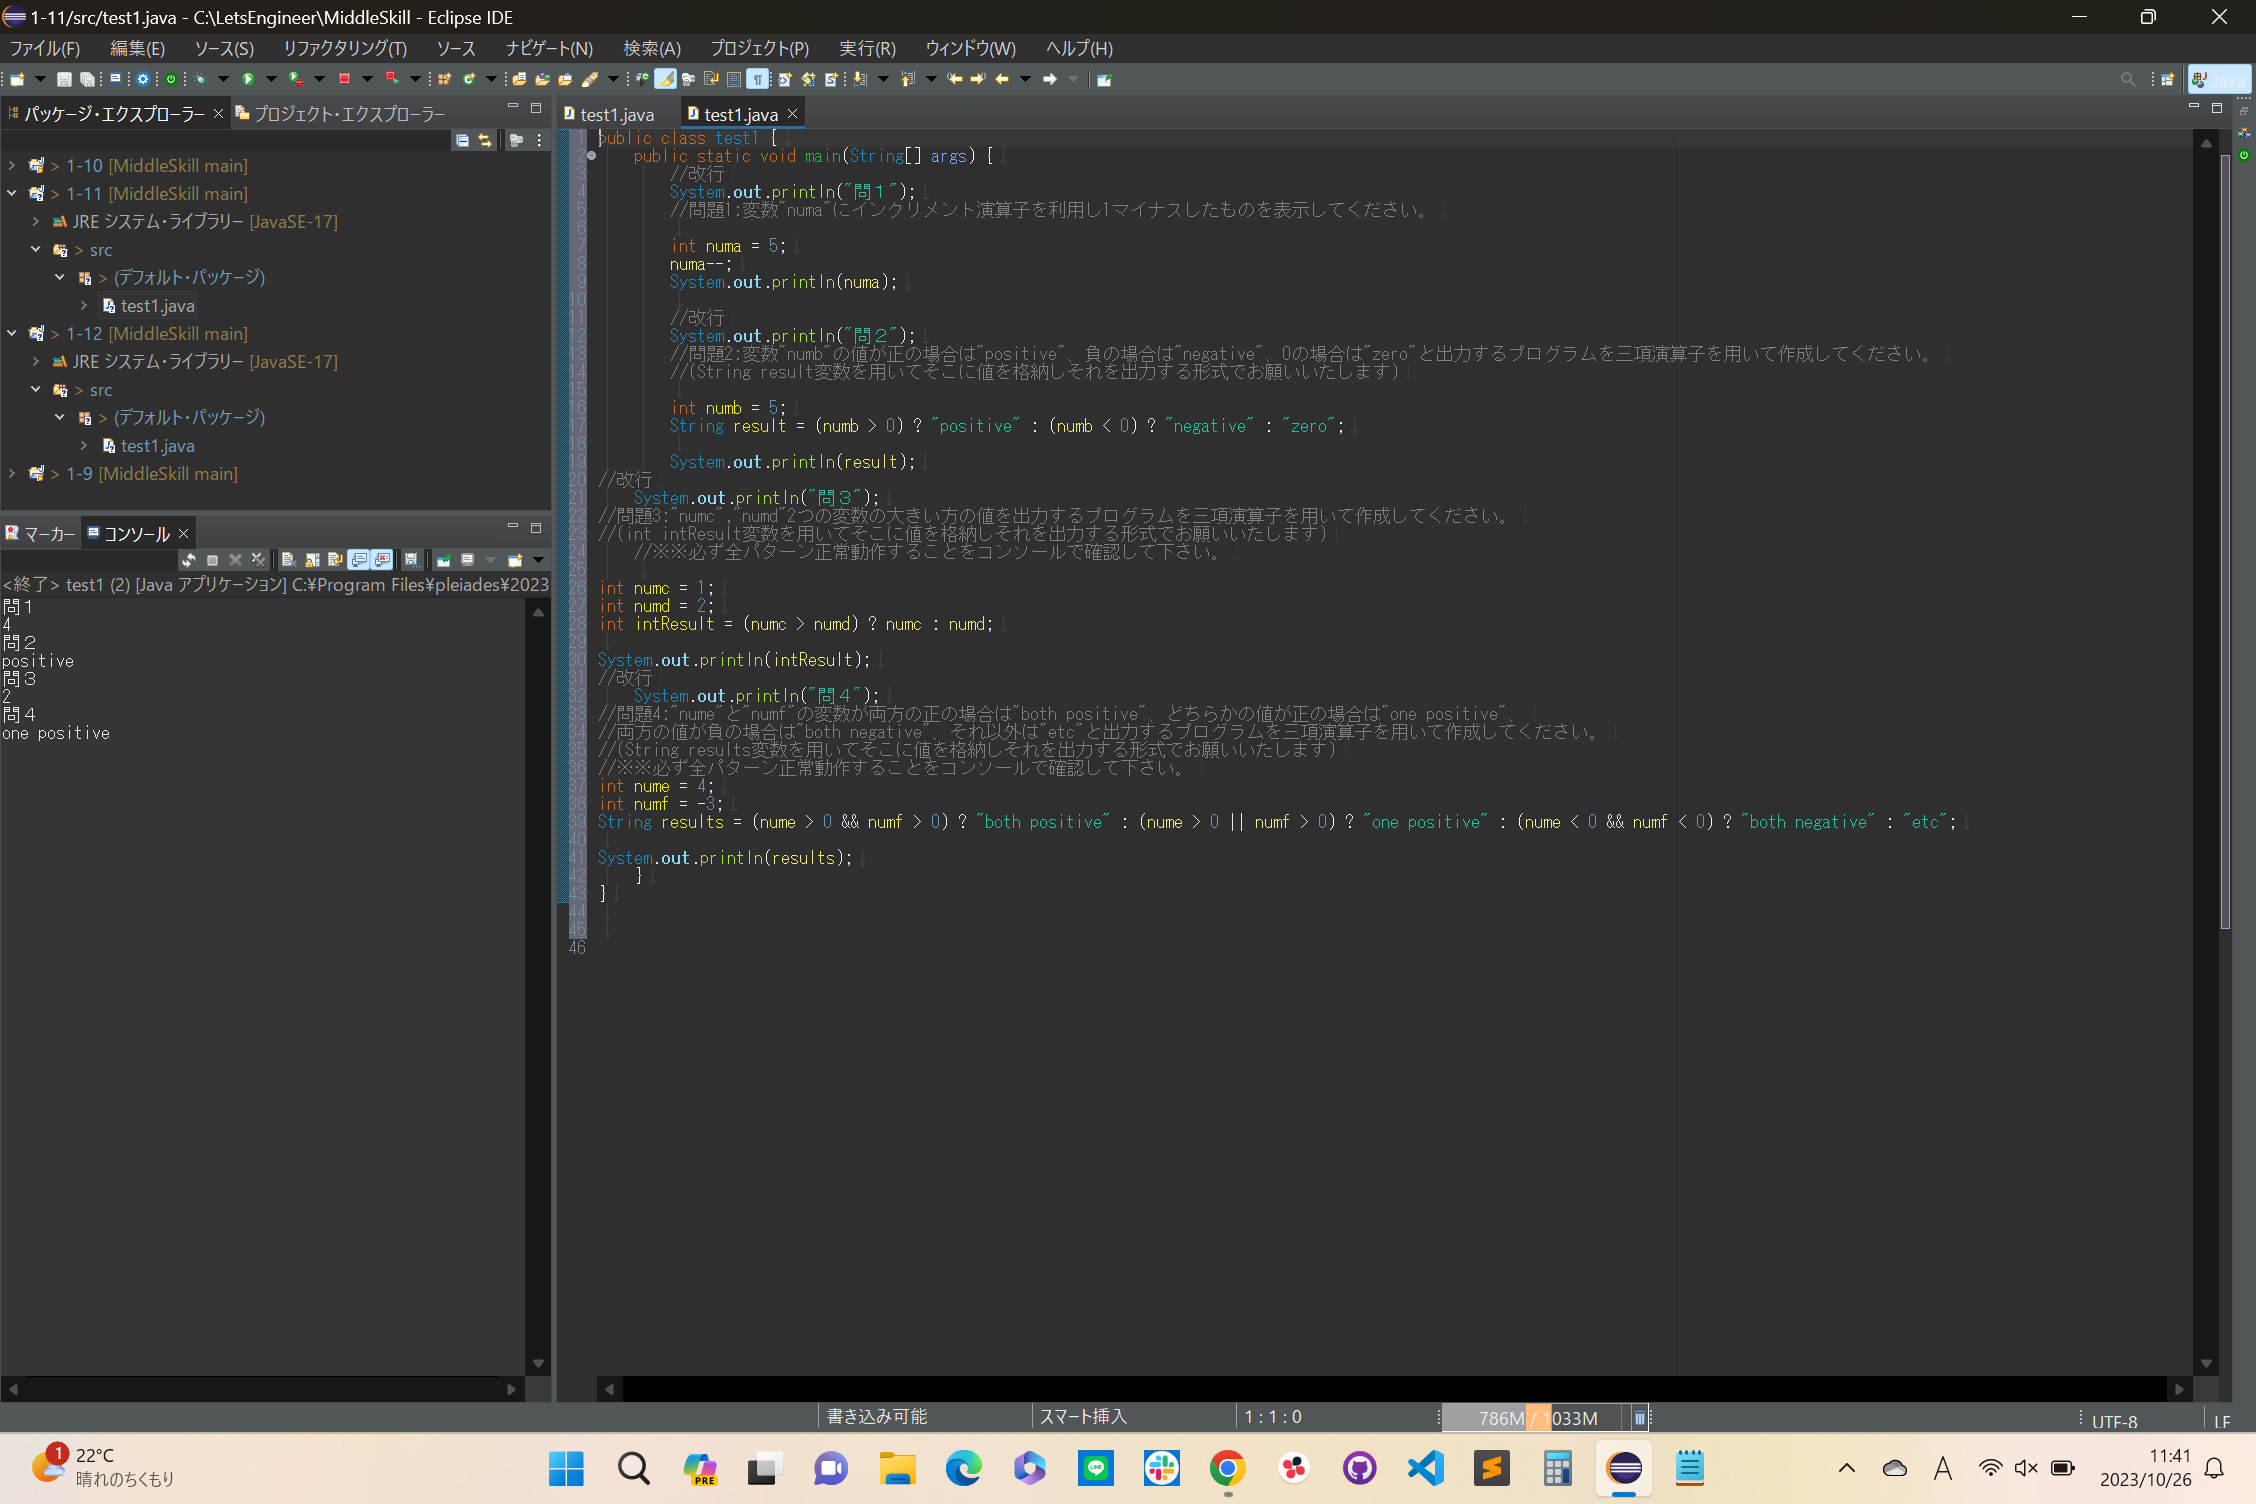 1-11/src/test1.java - C:\LetsEngineer\MiddleSkill - Eclipse IDE
ファイル(F) 編集(E) ソース(S) リファクタリング(T) ソース ナビゲート(N) 検索(A) プロジェクト(P) 実行(R) ウィンドウ(W) ヘルプ(H)
Java
パッケージ・エクスプローラー
プロジェクト・エクスプローラー
> 1-10 [MiddleSkill main]
> 1-11 [MiddleSkill main]
JRE システム・ライブラリー [JavaSE-17]
> src
> (デフォルト・パッケージ)
test1.java
> 1-12 [MiddleSkill main]
JRE システム・ライブラリー [JavaSE-17]
> src
> (デフォルト・パッケージ)
test1.java
> 1-9 [MiddleSkill main]
マーカー
コンソール
<終了> test1 (2) [Java アプリケーション] C:¥Program Files¥pleiades¥2023
問１
4
問２
positive
問３
2
問４
one positive
test1.java
test1.java
1 public class test1 {
2 public static void main(String[] args) {
3 //改行
4 System.out.println("問１");
5 //問題1:変数"numa"にインクリメント演算子を利用し1マイナスしたものを表示してください。
6
7 int numa = 5;
8 numa--;
9 System.out.println(numa);
10
11 //改行
12 System.out.println("問２");
13 //問題2:変数"numb"の値が正の場合は"positive"、負の場合は"negative"、0の場合は"zero"と出力するプログラムを三項演算子を用いて作成してください。
14 //(String result変数を用いてそこに値を格納しそれを出力する形式でお願いいたします)
15
16 int numb = 5;
17 String result = (numb > 0) ? "positive" : (numb < 0) ? "negative" : "zero";
18
19 System.out.println(result);
20 //改行
21 System.out.println("問３");
22 //問題3:"numc","numd"2つの変数の大きい方の値を出力するプログラムを三項演算子を用いて作成してください。
23 //(int intResult変数を用いてそこに値を格納しそれを出力する形式でお願いいたします)
24 //※※必ず全パターン正常動作することをコンソールで確認して下さい。
25
26 int numc = 1;
27 int numd = 2;
28 int intResult = (numc > numd) ? numc : numd;
29
30 System.out.println(intResult);
31 //改行
32 System.out.println("問４");
33 //問題4:"nume"と"numf"の変数が両方の正の場合は"both positive"、どちらかの値が正の場合は"one positive"、
34 //両方の値が負の場合は"both negative"、それ以外は"etc"と出力するプログラムを三項演算子を用いて作成してください。
35 //(String results変数を用いてそこに値を格納しそれを出力する形式でお願いいたします)
36 //※※必ず全パターン正常動作することをコンソールで確認して下さい。
37 int nume = 4;
38 int numf = -3;
39 String results = (nume > 0 && numf > 0) ? "both positive" : (nume > 0 || numf > 0) ? "one positive" : (nume < 0 && numf < 0) ? "both negative" : "etc";
40
41 System.out.println(results);
42 }
43 }
44
45
46
書き込み可能
スマート挿入
1 : 1 : 0
786M / 1033M
UTF-8
LF
1
22°C
晴れのちくもり
PRE
LINE
A
11:41
2023/10/26